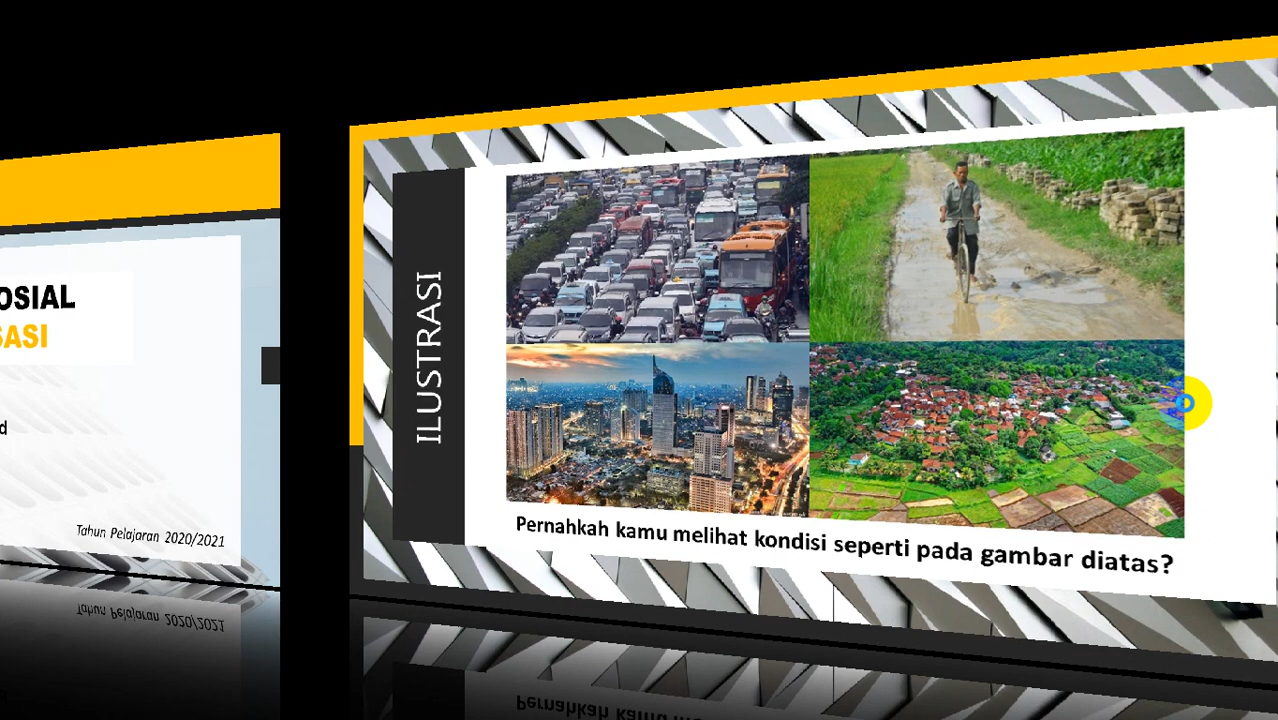 OSIAL
SASI
d
Tahun Pelajaran 2020/2021
ILUSTRASI
Pernahkah kamu melihat kondisi seperti pada gambar diatas?